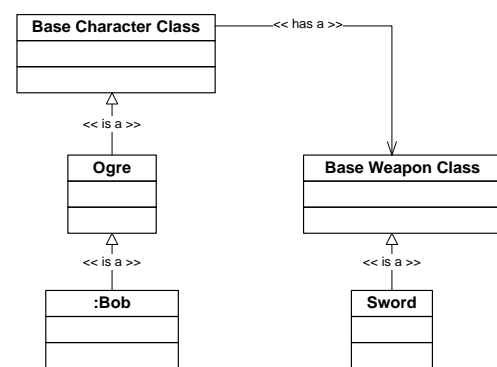 Base Character Class
<< has a >>
<< is a >>
Ogre
Base Weapon Class
<< is a >>
<< is a >>
:Bob
Sword